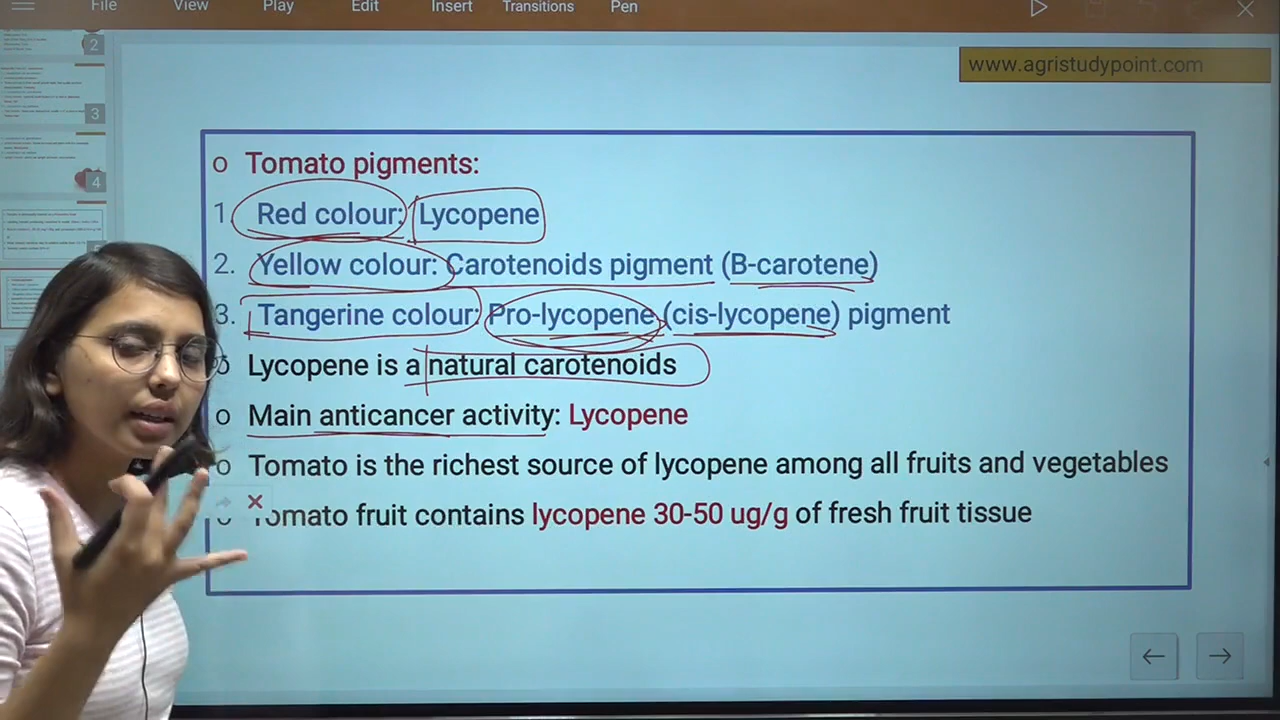 File View Play Edit Insert Transitions Pen
www.agristudypoint.com
2
3
4
o Tomato pigments:
1. Red colour: Lycopene
2. Yellow colour: Carotenoids pigment (B-carotene)
3. Tangerine colour: Pro-lycopene (cis-lycopene) pigment
o Lycopene is a natural carotenoids
o Main anticancer activity: Lycopene
o Tomato is the richest source of lycopene among all fruits and vegetables
o Tomato fruit contains lycopene 30-50 ug/g of fresh fruit tissue